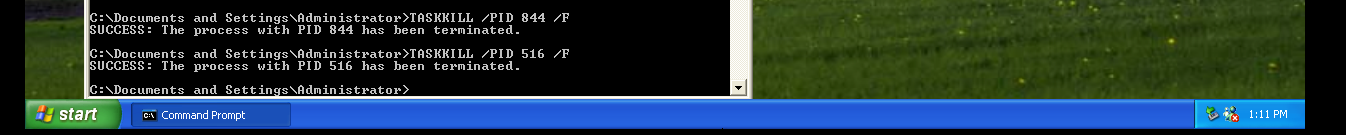 C:\Documents and Settings\Administrator>TASKKILL /PID 844 /F
SUCCESS: The process with PID 844 has been terminated.
C:\Documents and Settings\Administrator>TASKKILL /PID 516 /F
SUCCESS: The process with PID 516 has been terminated.
C:\Documents and Settings\Administrator>
start C:\ Command Prompt 1:11 PM